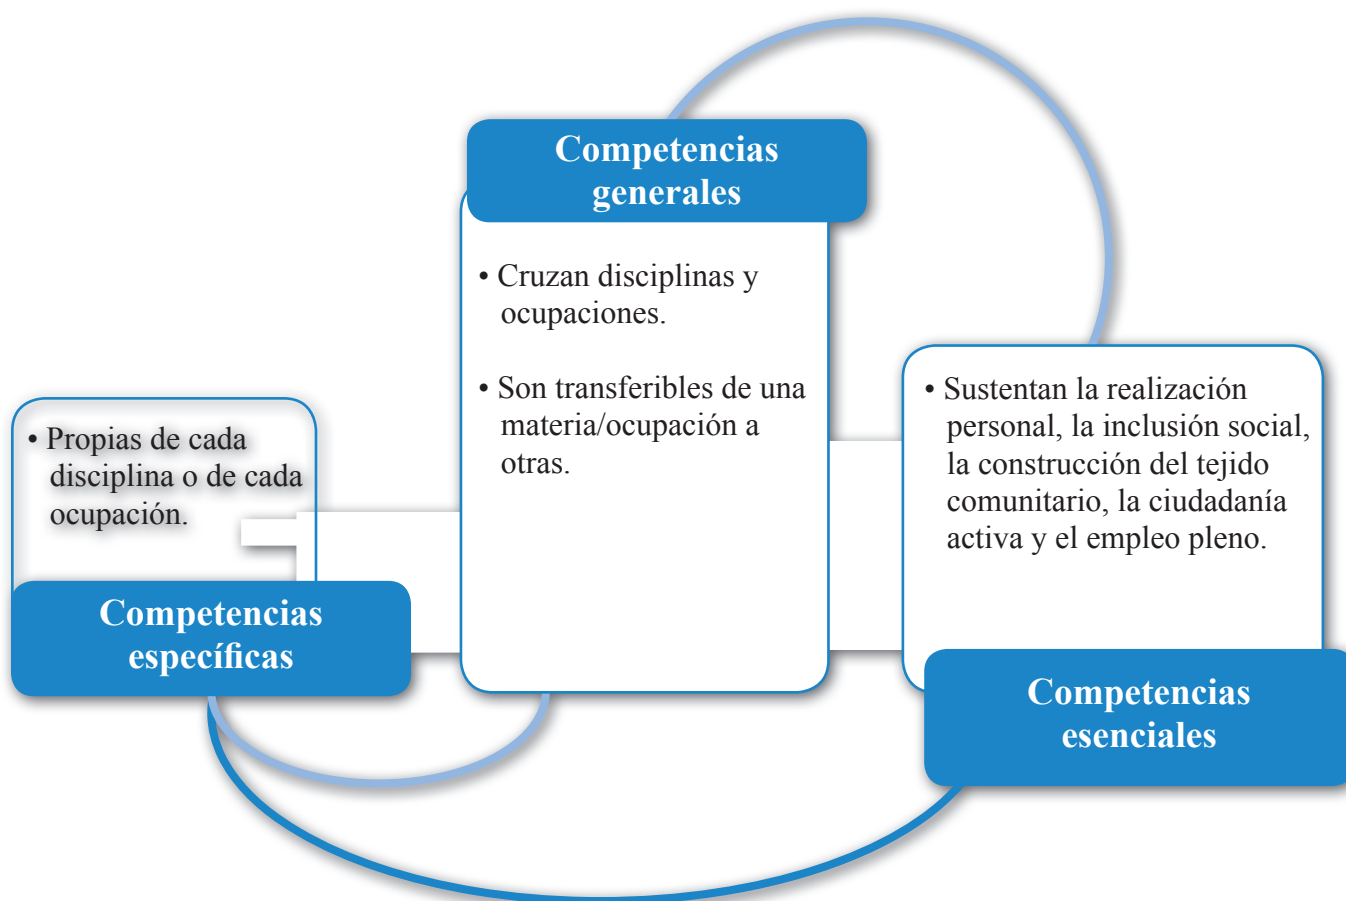 Competencias
generales
• Cruzan disciplinas y
ocupaciones.
• Son transferibles de una
materia/ocupación a
otras.
• Propias de cada
disciplina o de cada
ocupación.
Competencias
específicas
• Sustentan la realización
personal, la inclusión social,
la construcción del tejido
comunitario, la ciudadanía
activa y el empleo pleno.
Competencias
esenciales